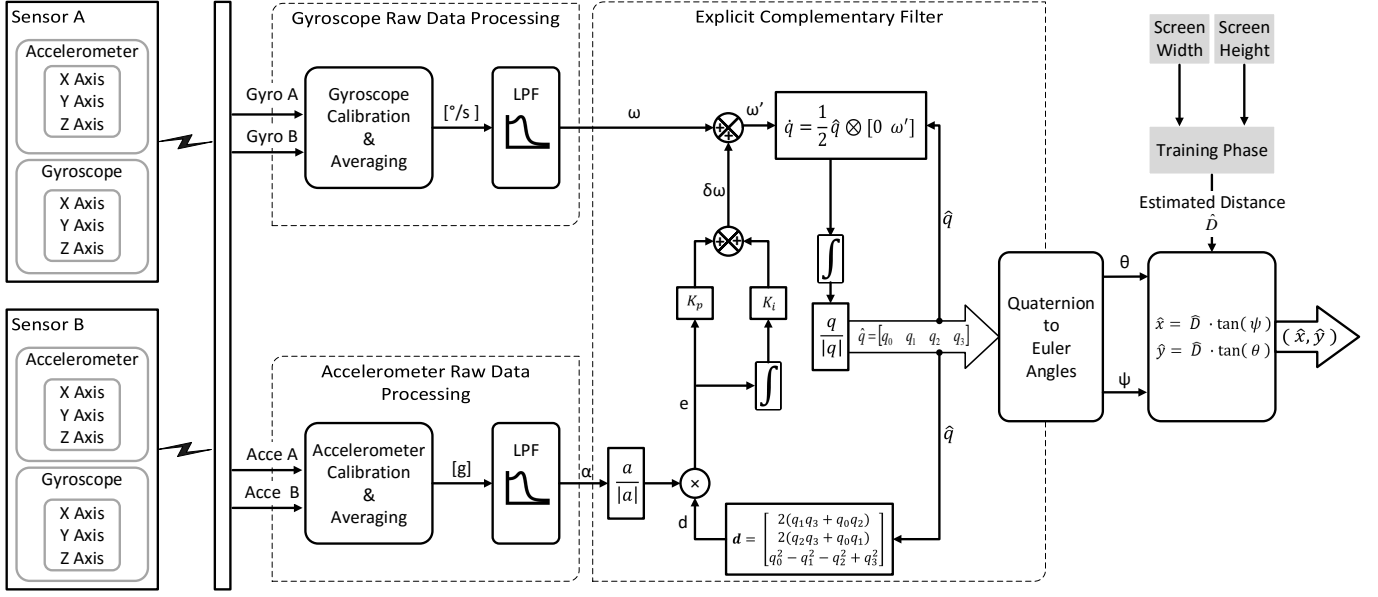 Sensor A
Accelerometer
X Axis
Y Axis
Z Axis
Gyroscope
X Axis
Y Axis
Z Axis
Sensor B
Accelerometer
X Axis
Y Axis
Z Axis
Gyroscope
X Axis
Y Axis
Z Axis
Gyroscope Raw Data Processing
Gyro A
Gyro B
Gyroscope
Calibration
&
Averaging
[°/s ]
LPF
Accelerometer Raw Data
Processing
Acce A
Acce B
Accelerometer
Calibration
&
Averaging
[g]
LPF
Explicit Complementary Filter
ω
+
+
ω’
q̇ = 1/2 q̂ ⊗ [0 ω′]
δω
+
+
K_p
K_i
∫
∫
e
α
a/|a|
×
d
d = [2(q₁q₃ + q₀q₂)
2(q₂q₃ + q₀q₁)
q₀² − q₁² − q₂² + q₃²]
q/|q|
q̂ = [q₀ q₁ q₂ q₃]
q̂
q̂
Quaternion
to
Euler
Angles
θ
ψ
Screen
Width
Screen
Height
Training Phase
Estimated Distance
D̂
x̂ = D̂ · tan( ψ)
ŷ = D̂ · tan( θ )
( x̂, ŷ )